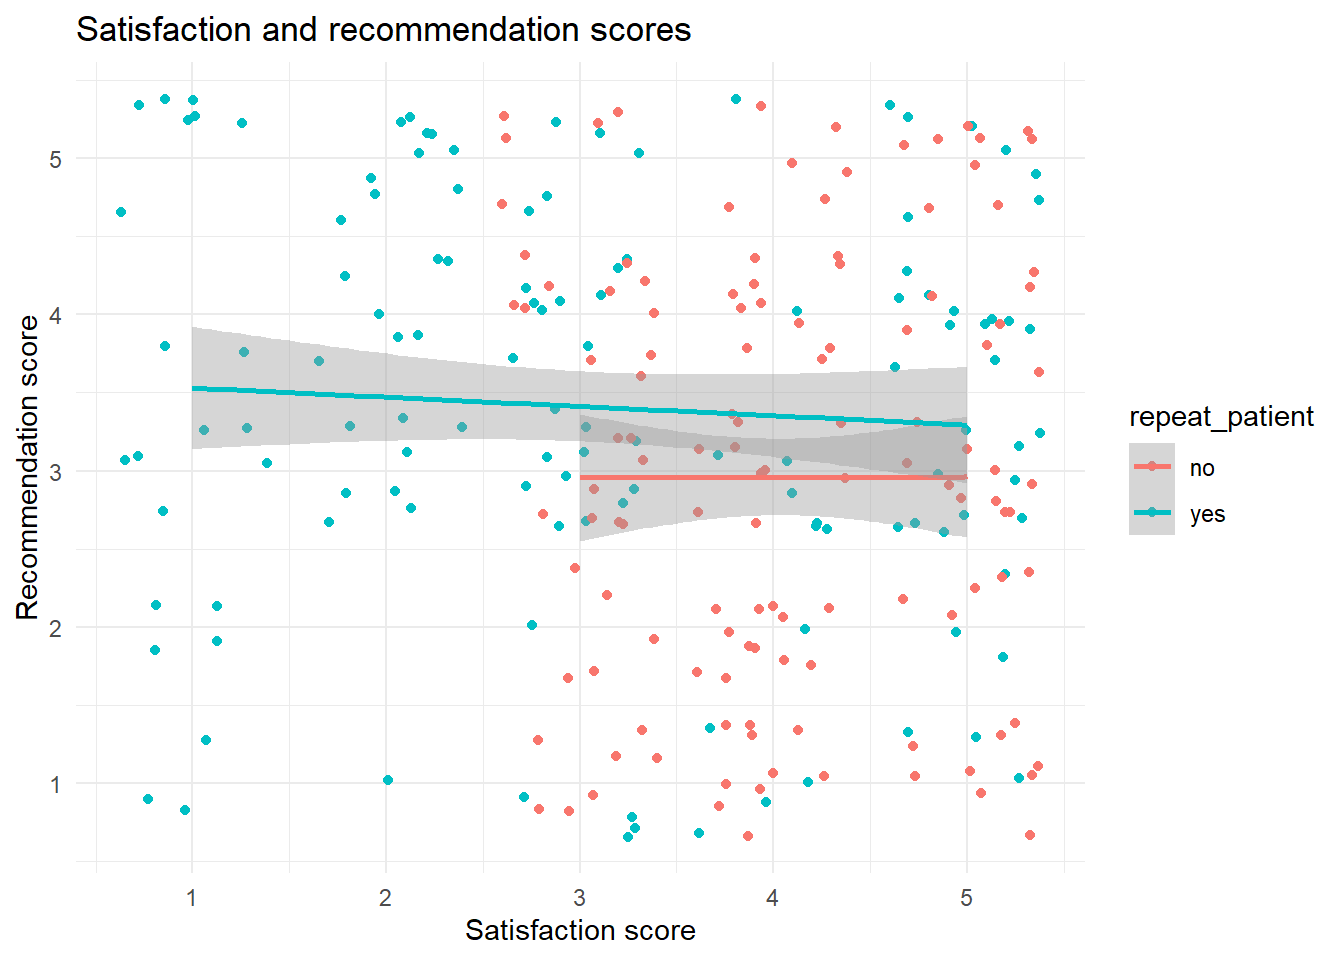 Satisfaction and recommendation scores
Recommendation score
5
4
3
2
1
1 2 3 4 5
Satisfaction score
repeat_patient
no
yes